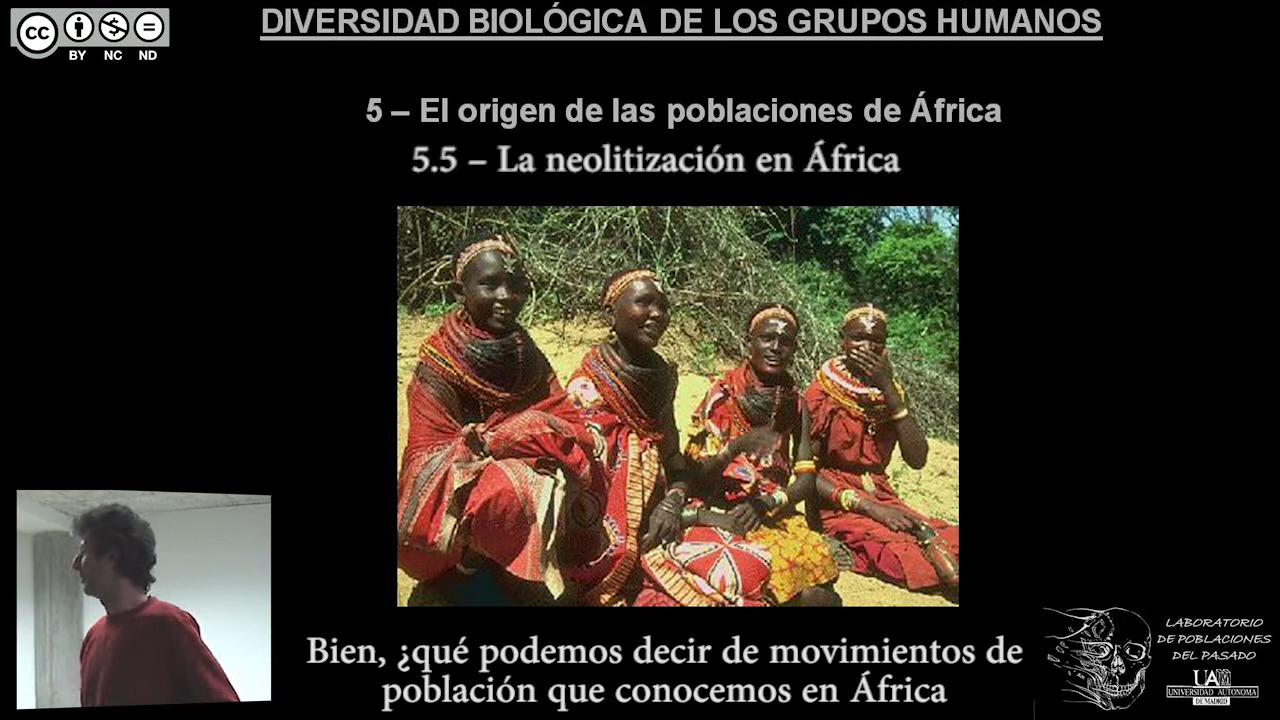 DIVERSIDAD BIOLÓGICA DE LOS GRUPOS HUMANOS
cc
BY NC ND
5 – El origen de las poblaciones de África
5.5 – La neolitización en África
Bien, ¿qué podemos decir de movimientos de
población que conocemos en África
LABORATORIO
DE POBLACIONES
DEL PASADO
UAM
UNIVERSIDAD AUTONOMA
DE MADRID